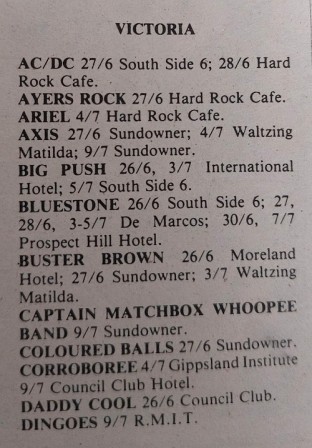 VICTORIA
AC/DC 27/6 South Side 6; 28/6 Hard
Rock Cafe.
AYERS ROCK 27/6 Hard Rock Cafe.
ARIEL 4/7 Hard Rock Cafe.
AXIS 27/6 Sundowner; 4/7 Waltzing
Matilda; 9/7 Sundowner.
BIG PUSH 26/6, 3/7 International
Hotel; 5/7 South Side 6.
BLUESTONE 26/6 South Side 6; 27,
28/6, 3-5/7 De Marcos; 30/6, 7/7
Prospect Hill Hotel.
BUSTER BROWN 26/6 Moreland
Hotel; 27/6 Sundowner; 3/7 Waltzing
Matilda.
CAPTAIN MATCHBOX WHOOPEE
BAND 9/7 Sundowner.
COLOURED BALLS 27/6 Sundowner.
CORROBOREE 4/7 Gippsland Institute
9/7 Council Club Hotel.
DADDY COOL 26/6 Council Club.
DINGOES 9/7 R.M.I.T.